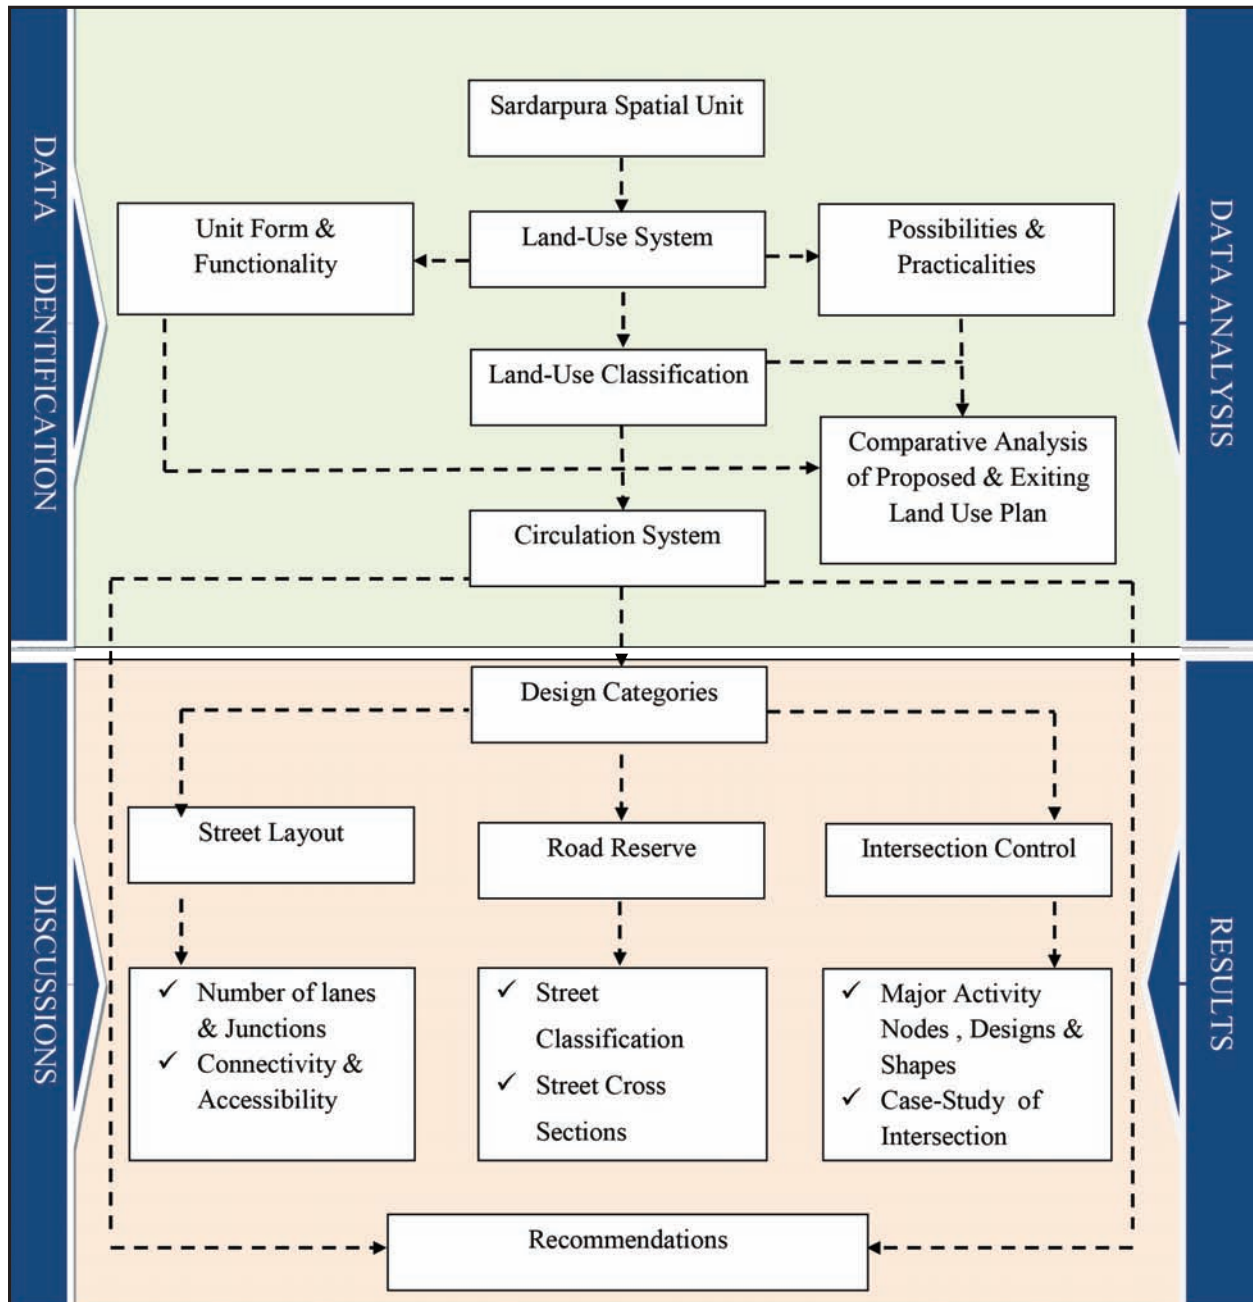 DATA IDENTIFICATION
DATA ANALYSIS
Sardarpura Spatial Unit
Unit Form &
Functionality
Land-Use System
Possibilities &
Practicalities
Land-Use Classification
Comparative Analysis
of Proposed & Exiting
Land Use Plan
Circulation System
DISCUSSIONS
RESULTS
Design Categories
Street Layout
Road Reserve
Intersection Control
✓ Number of lanes
& Junctions
✓ Connectivity &
Accessibility
✓ Street
Classification
✓ Street Cross
Sections
✓ Major Activity
Nodes , Designs &
Shapes
✓ Case-Study of
Intersection
Recommendations